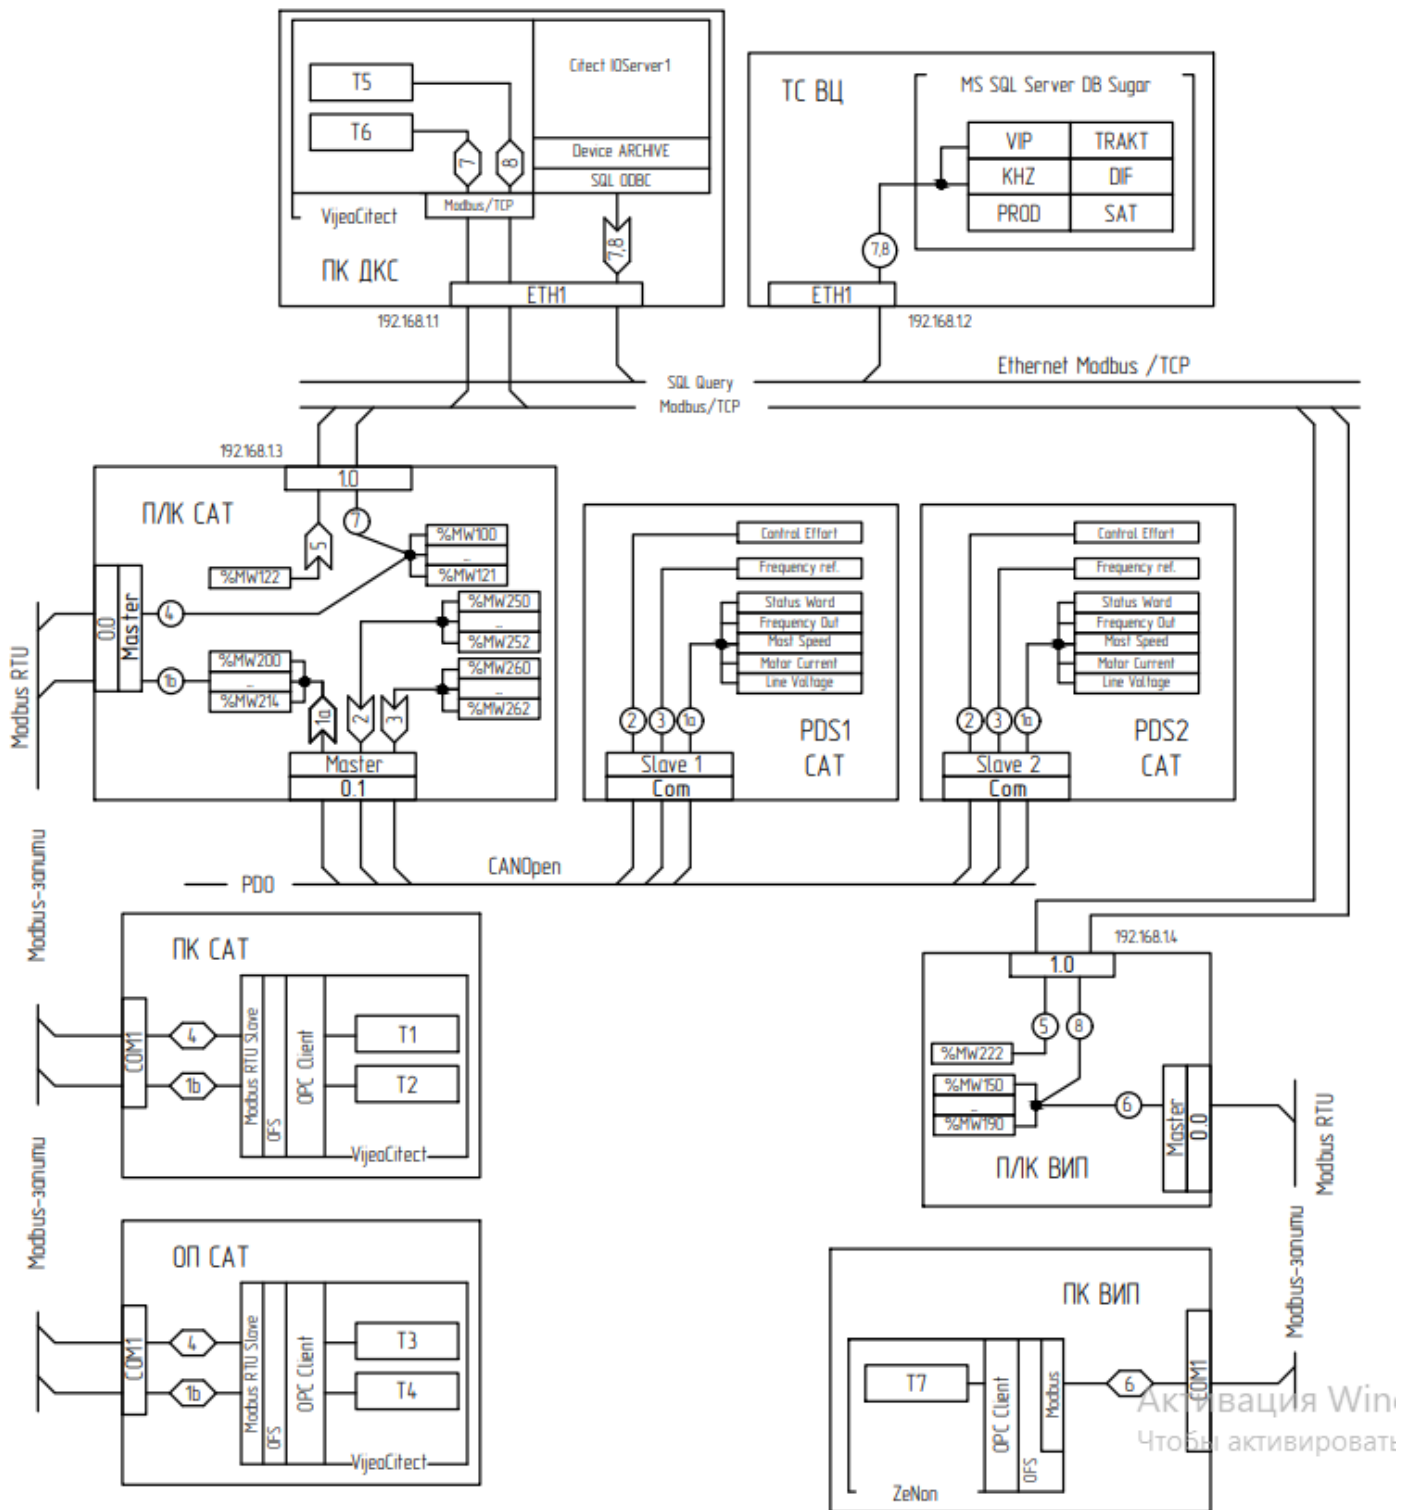 T5
T6
7
8
Citect IOServer1
Device ARCHIVE
SQL ODBC
VijeoCitect
Modbus/TCP
7,8
ПК ДКС
ETH1
192.168.1.1
ТС ВЦ
MS SQL Server DB Sugar
VIP
TRAKT
KHZ
DIF
PROD
SAT
7,8
ETH1
192.168.1.2
Ethernet Modbus /TCP
SQL Query
Modbus/TCP
192.168.1.3
1.0
ПЛК САТ
7
5
%MW100
...
%MW121
%MW122
0.0
Master
4
%MW250
...
%MW252
1b
%MW200
...
%MW214
%MW260
...
%MW262
1a
2
3
Master
0.1
Modbus RTU
Control Effort
Frequency ref.
Status Word
Frequency Out
Most Speed
Motor Current
Line Voltage
2
3
1a
PDS1
CAT
Slave 1
Com
Control Effort
Frequency ref.
Status Word
Frequency Out
Most Speed
Motor Current
Line Voltage
2
3
1a
PDS2
CAT
Slave 2
Com
CANOpen
PDO
Modbus-запити
ПК САТ
COM1
4
1b
Modbus RTU Slave
OFS
OPC Client
T1
T2
VijeoCitect
Modbus-запити
ОП САТ
COM1
4
1b
Modbus RTU Slave
OFS
OPC Client
T3
T4
VijeoCitect
192.168.1.4
1.0
5
8
%MW222
%MW150
...
%MW190
6
Master
0.0
ПЛК ВИП
Modbus RTU
Modbus-запити
ПК ВИП
T7
OPC Client
OFS
Modbus
6
COM1
ZeNon
Активация Win
Чтобы активировать